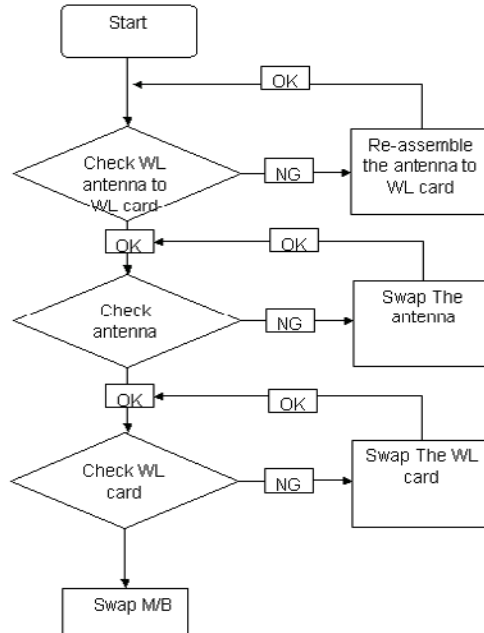 Start
OK
Check WL
antenna to
WL card
NG
Re-assemble
the antenna to
WL card
OK
OK
Check
antenna
NG
Swap The
antenna
OK
OK
Check WL
card
NG
Swap The WL
card
Swap M/B